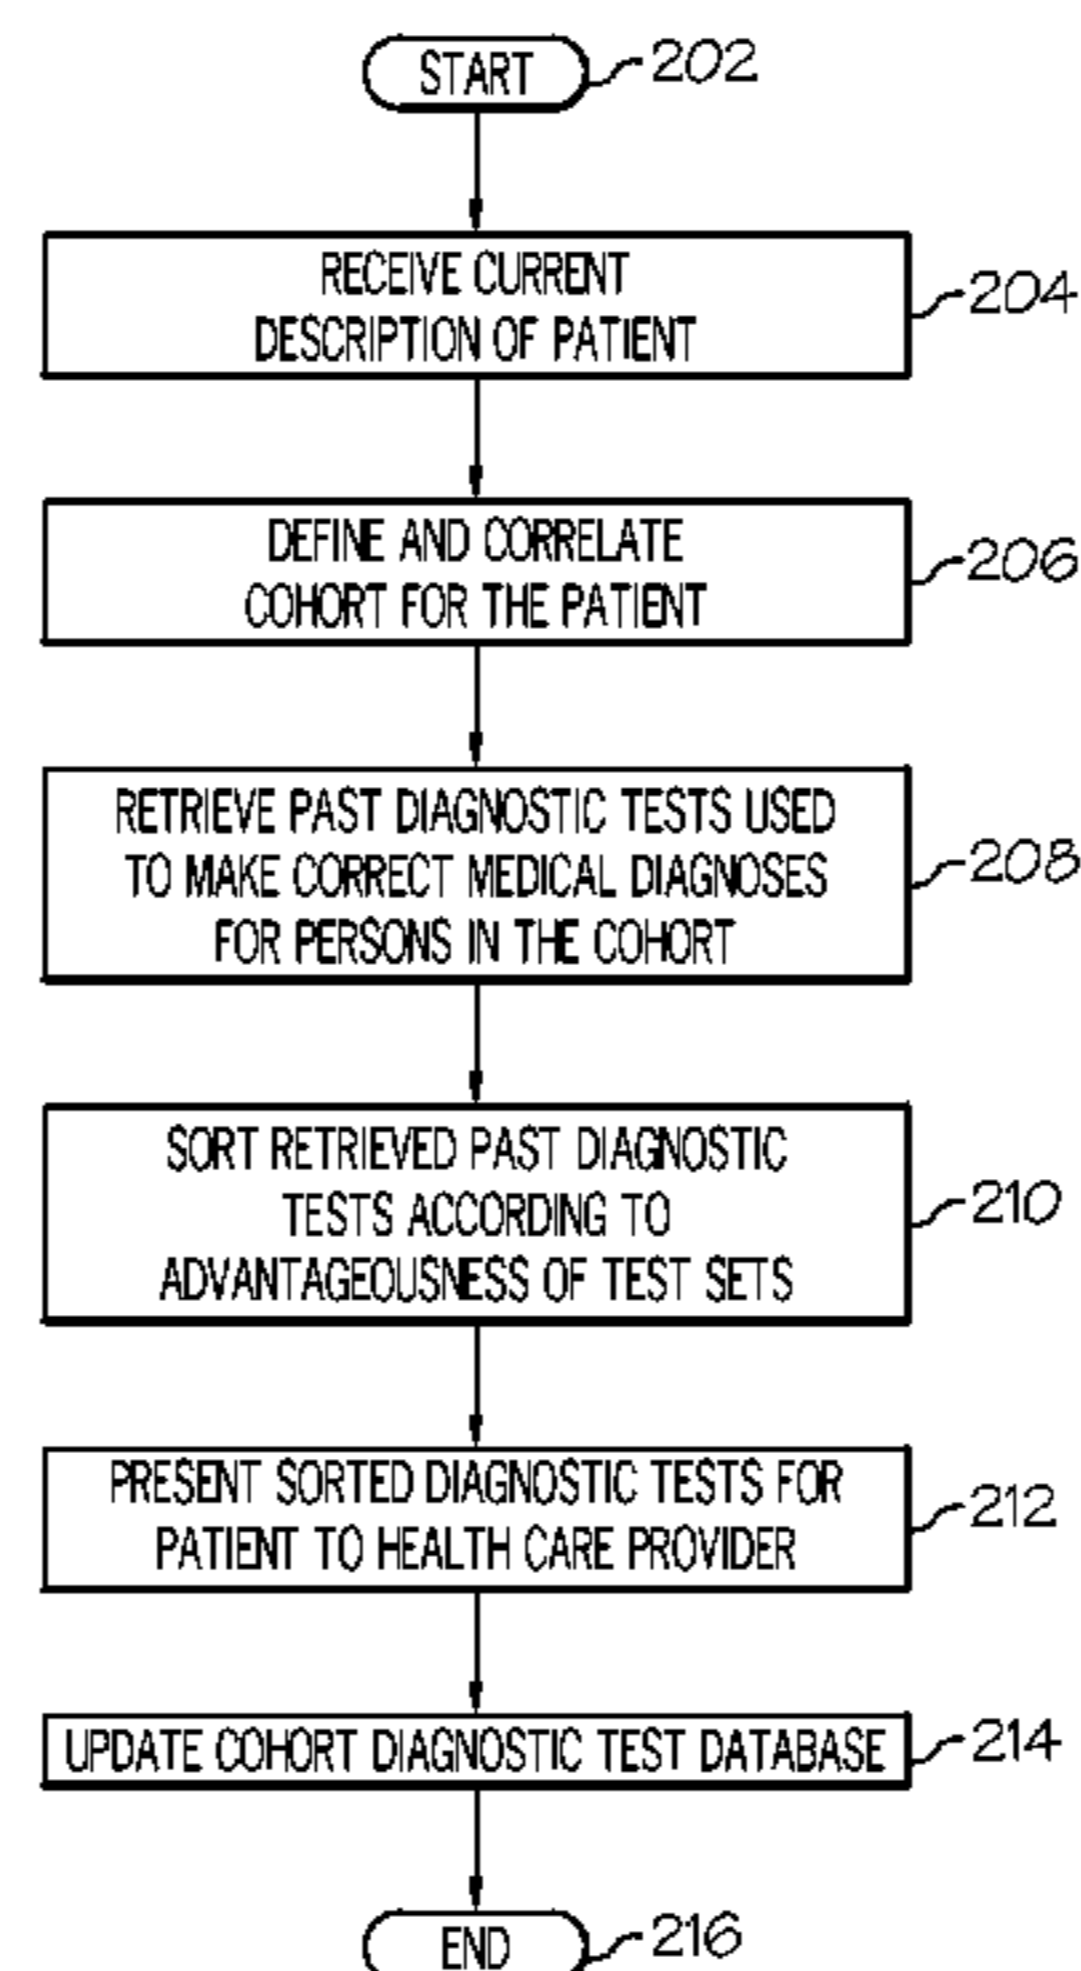 START
202
RECEIVE CURRENT
DESCRIPTION OF PATIENT
204
DEFINE AND CORRELATE
COHORT FOR THE PATIENT
206
RETRIEVE PAST DIAGNOSTIC TESTS USED
TO MAKE CORRECT MEDICAL DIAGNOSES
FOR PERSONS IN THE COHORT
208
SORT RETRIEVED PAST DIAGNOSTIC
TESTS ACCORDING TO
ADVANTAGEOUSNESS OF TEST SETS
210
PRESENT SORTED DIAGNOSTIC TESTS FOR
PATIENT TO HEALTH CARE PROVIDER
212
UPDATE COHORT DIAGNOSTIC TEST DATABASE
214
END
216